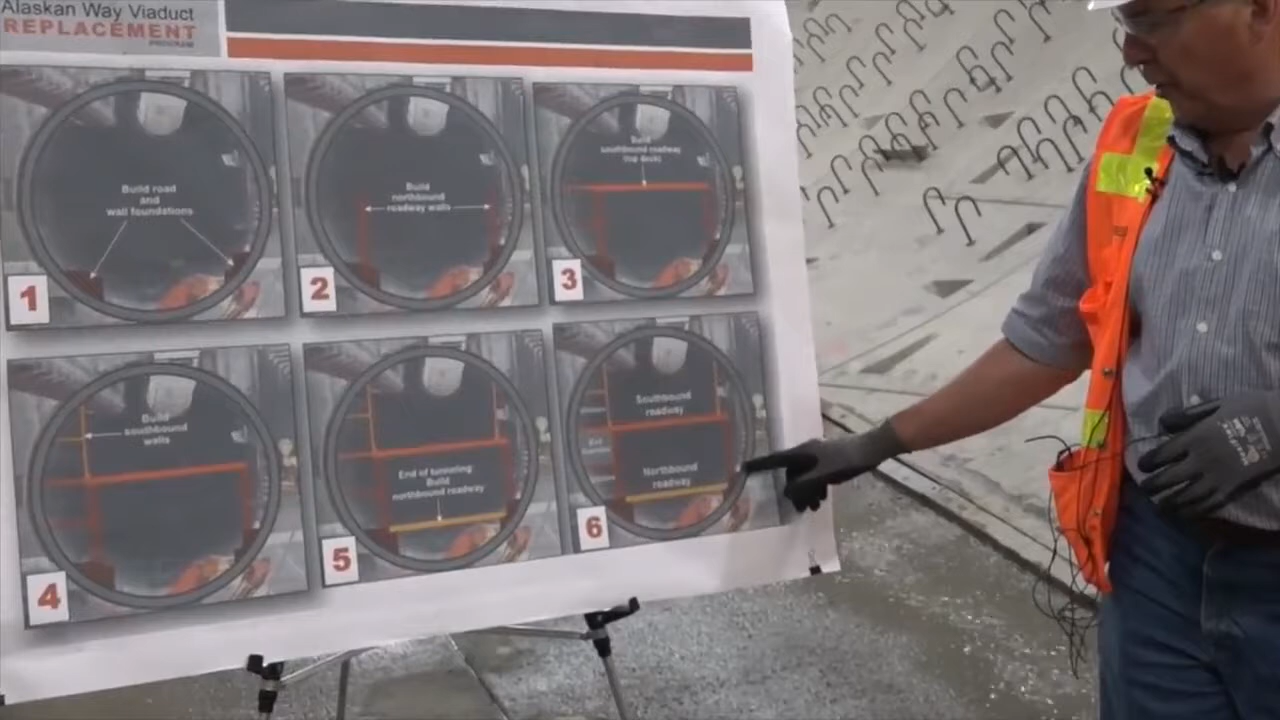 Alaskan Way Viaduct
REPLACEMENT
PROGRAM
Build road
and
wall foundations
1
Build
northbound
roadway walls
2
Build
southbound roadway
(top deck)
3
Build
southbound
walls
4
End of tunneling
Build
northbound roadway
5
Southbound
roadway
Northbound
roadway
6